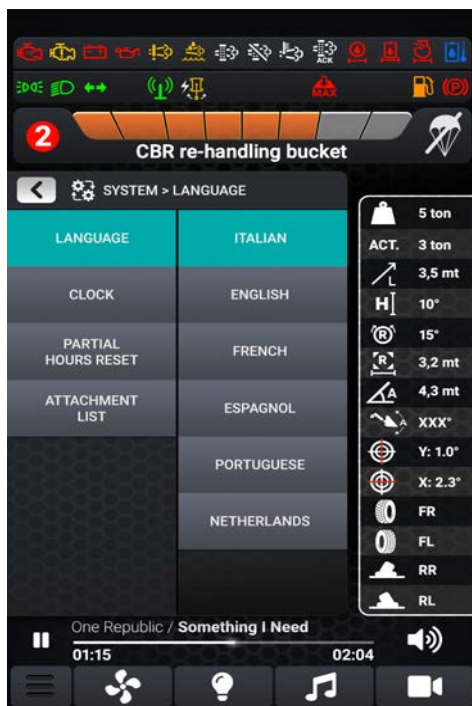 ACK
MAX
2
CBR re-handling bucket
SYSTEM > LANGUAGE
LANGUAGE
CLOCK
PARTIAL
HOURS RESET
ATTACHMENT
LIST
ITALIAN
ENGLISH
FRENCH
ESPAGNOL
PORTUGUESE
NETHERLANDS
5 ton
ACT. 3 ton
L 3,5 mt
H 10°
R 15°
R 3,2 mt
A 4,3 mt
A XXX°
Y: 1.0°
X: 2.3°
FR
FL
RR
RL
One Republic / Something I Need
01:15 02:04